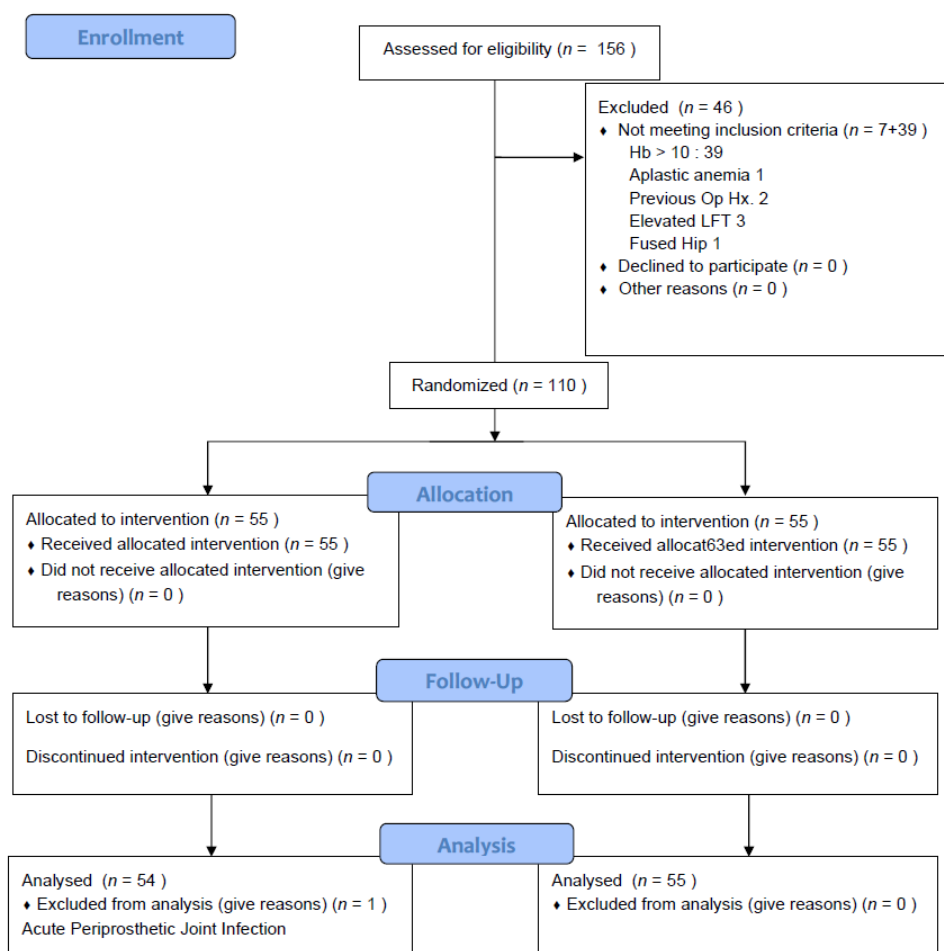 Enrollment
Assessed for eligibility (n = 156 )
Excluded (n = 46 )
♦ Not meeting inclusion criteria (n = 7+39 )
Hb > 10 : 39
Aplastic anemia 1
Previous Op Hx. 2
Elevated LFT 3
Fused Hip 1
♦ Declined to participate (n = 0 )
♦ Other reasons (n = 0 )
Randomized (n = 110 )
Allocation
Allocated to intervention (n = 55 )
♦ Received allocated intervention (n = 55 )
♦ Did not receive allocated intervention (give
reasons) (n = 0 )
Allocated to intervention (n = 55 )
♦ Received allocat63ed intervention (n = 55 )
♦ Did not receive allocated intervention (give
reasons) (n = 0 )
Follow-Up
Lost to follow-up (give reasons) (n = 0 )
Discontinued intervention (give reasons) (n = 0 )
Lost to follow-up (give reasons) (n = 0 )
Discontinued intervention (give reasons) (n = 0 )
Analysis
Analysed (n = 54 )
♦ Excluded from analysis (give reasons) (n = 1 )
Acute Periprosthetic Joint Infection
Analysed (n = 55 )
♦ Excluded from analysis (give reasons) (n = 0 )